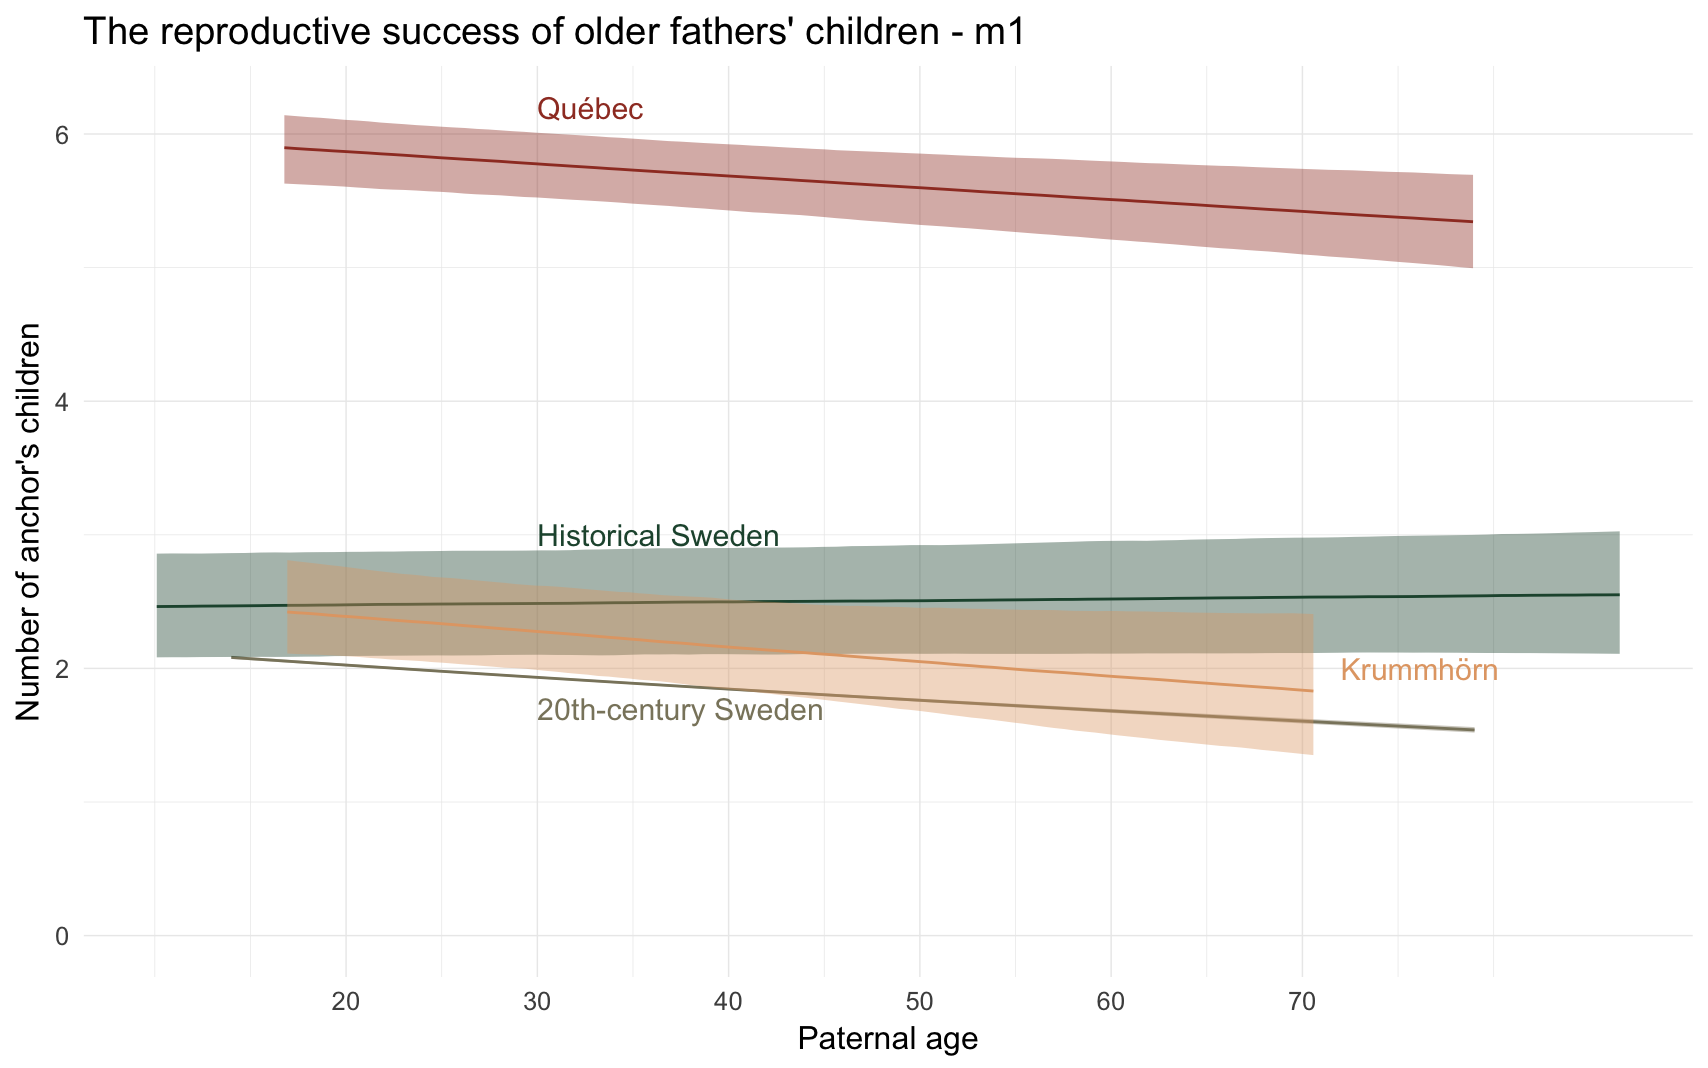 The reproductive success of older fathers' children - m1
Number of anchor's children
6
4
2
0
Québec
Historical Sweden
Krummhörn
20th-century Sweden
20
30
40
50
60
70
Paternal age